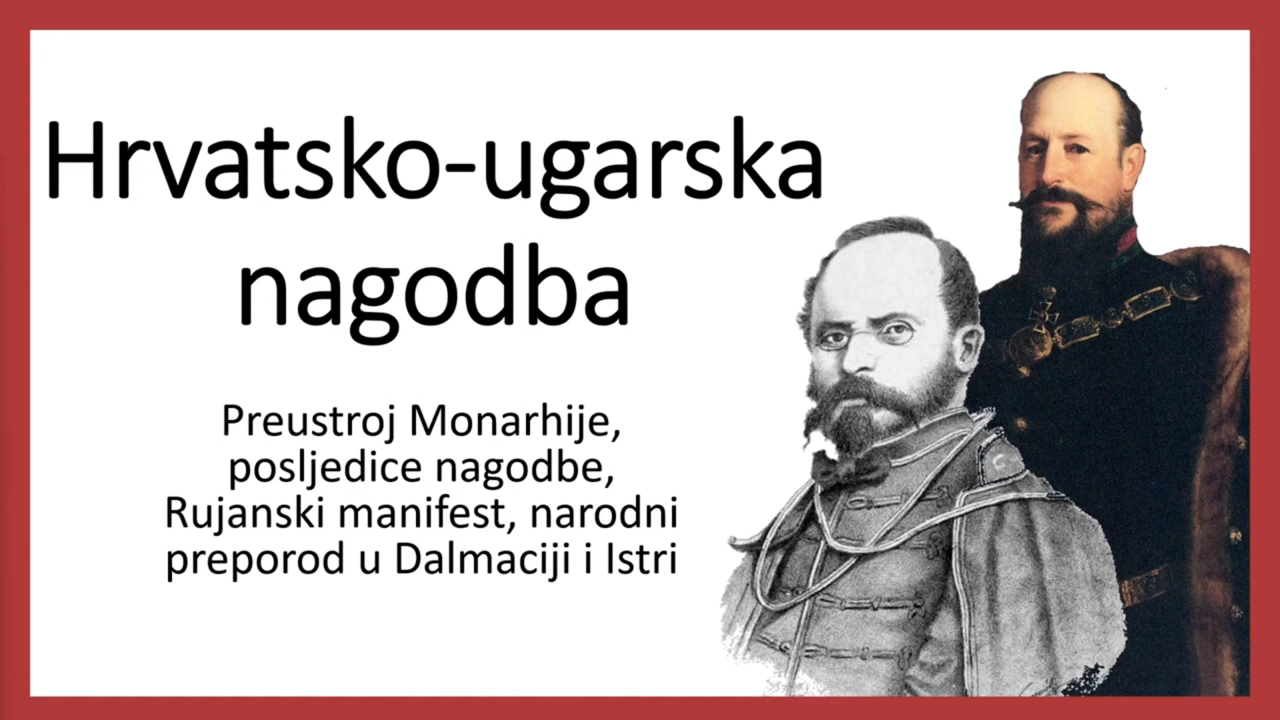 Hrvatsko-ugarska
nagodba
Preustroj Monarhije,
posljedice nagodbe,
Rujanski manifest, narodni
preporod u Dalmaciji i Istri